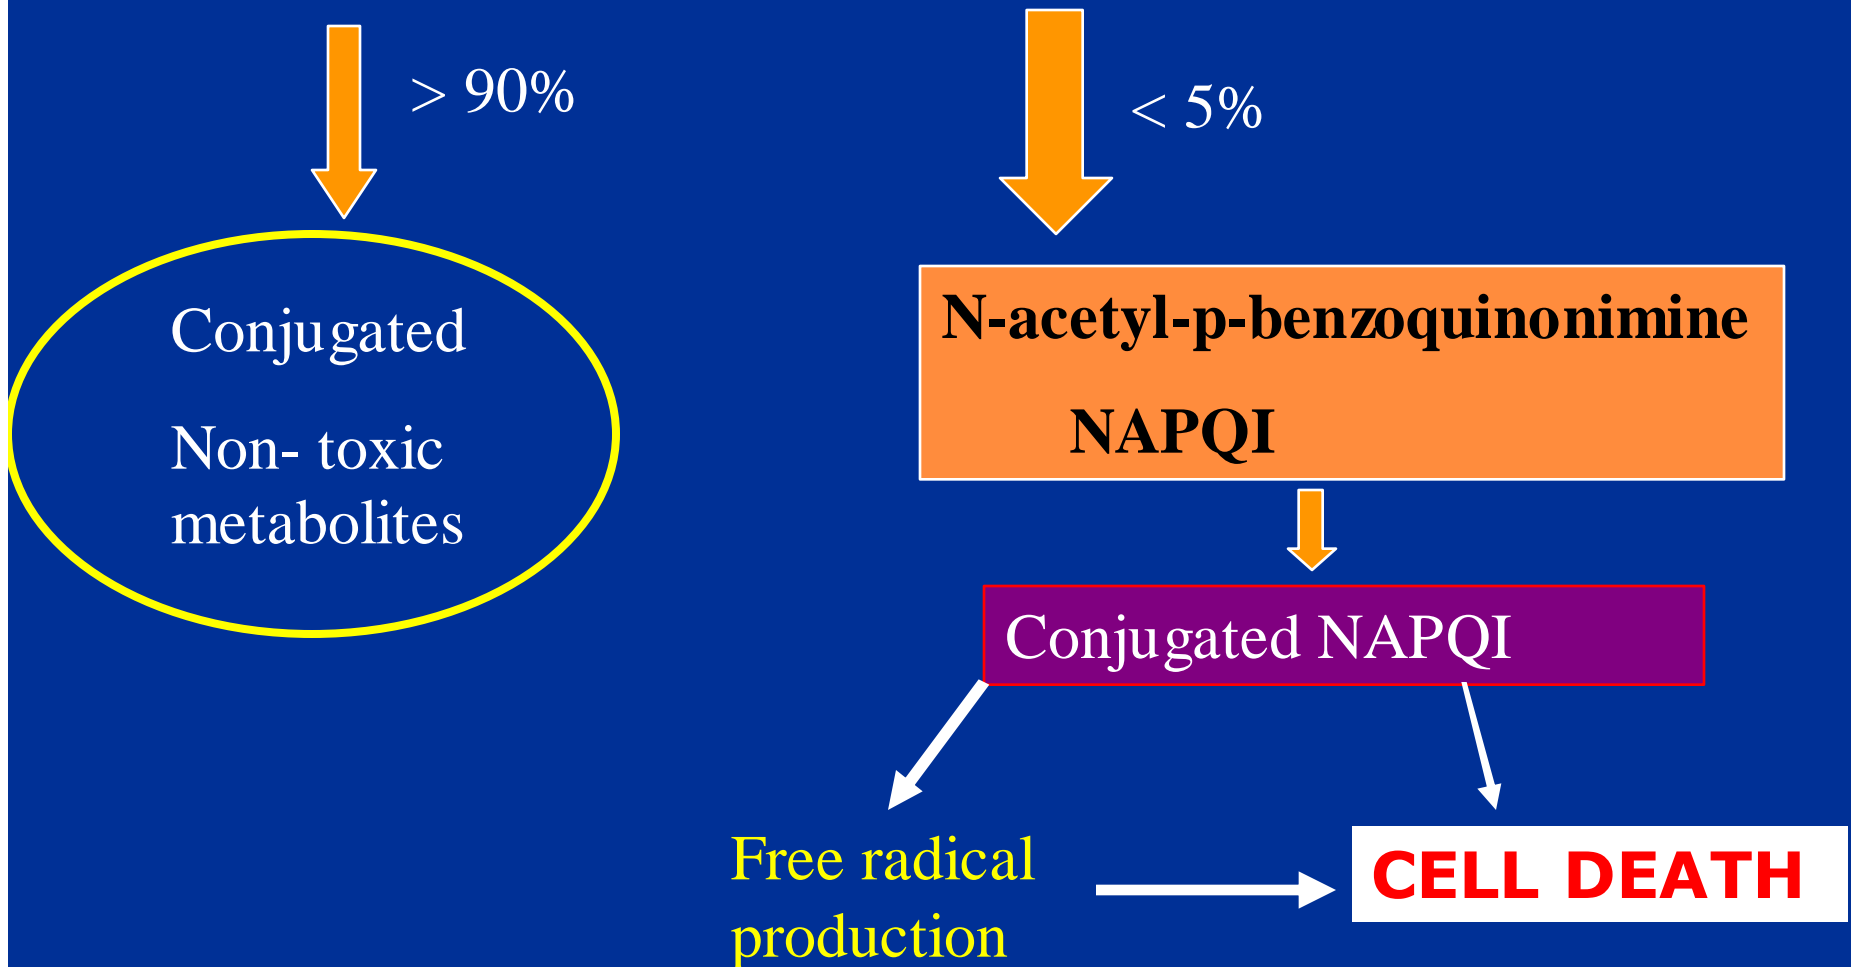 > 90%
< 5%
Conjugated
Non- toxic
metabolites
N-acetyl-p-benzoquinonimine
NAPQI
Conjugated NAPQI
Free radical
production
CELL DEATH